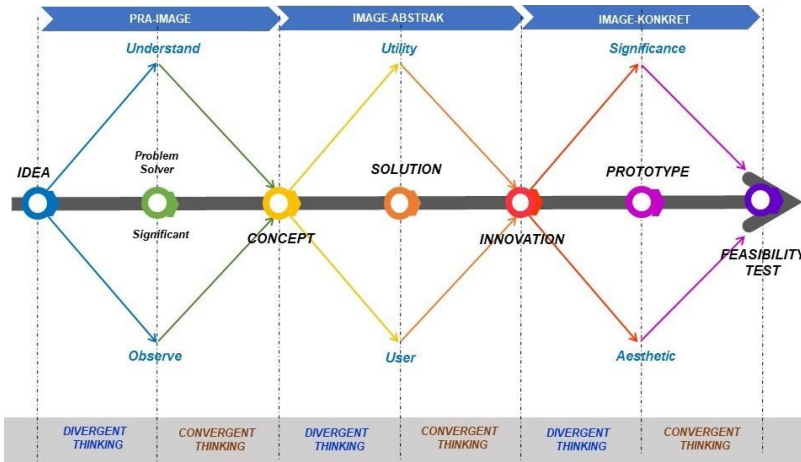 PRA-IMAGE
IMAGE-ABSTRAK
IMAGE-KONKRET
Understand
Utility
Significance
IDEA
Problem
Solver
SOLUTION
PROTOTYPE
Significant
CONCEPT
INNOVATION
FEASIBILITY
TEST
Observe
User
Aesthetic
DIVERGENT
THINKING
CONVERGENT
THINKING
DIVERGENT
THINKING
CONVERGENT
THINKING
DIVERGENT
THINKING
CONVERGENT
THINKING